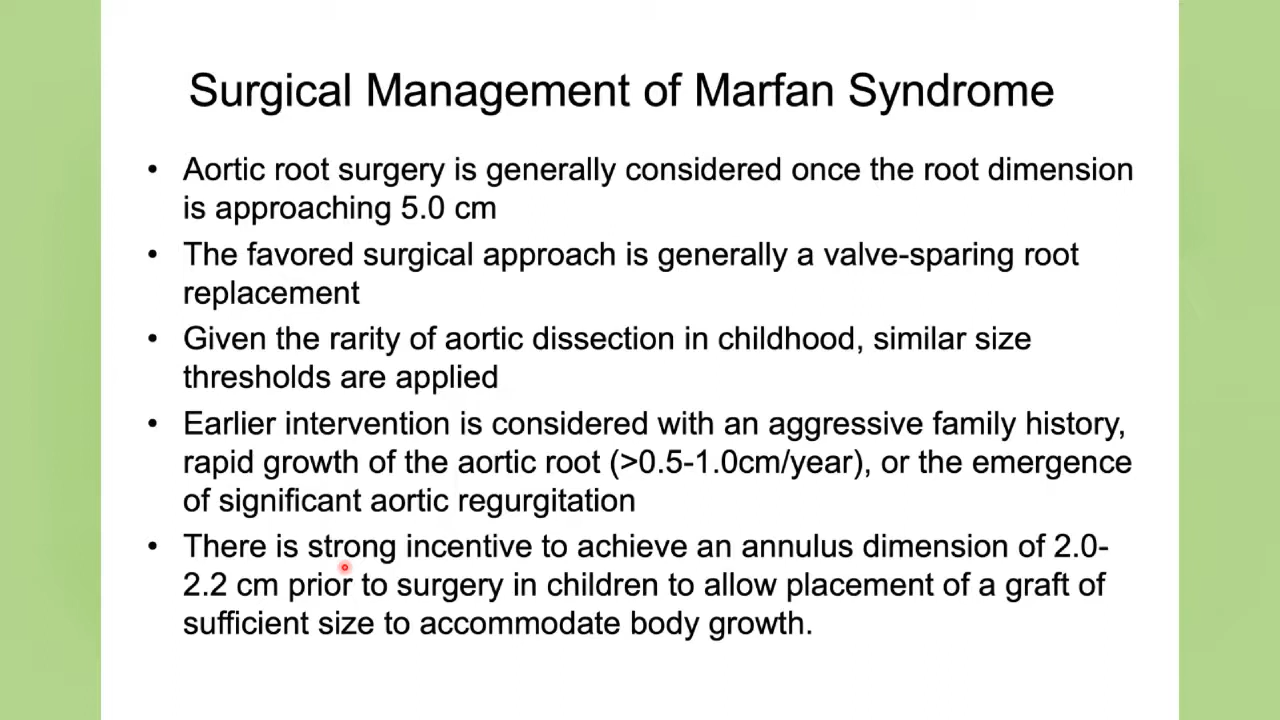 Surgical Management of Marfan Syndrome
• Aortic root surgery is generally considered once the root dimension
is approaching 5.0 cm
• The favored surgical approach is generally a valve-sparing root
replacement
• Given the rarity of aortic dissection in childhood, similar size
thresholds are applied
• Earlier intervention is considered with an aggressive family history,
rapid growth of the aortic root (>0.5-1.0cm/year), or the emergence
of significant aortic regurgitation
• There is strong incentive to achieve an annulus dimension of 2.0-
2.2 cm prior to surgery in children to allow placement of a graft of
sufficient size to accommodate body growth.